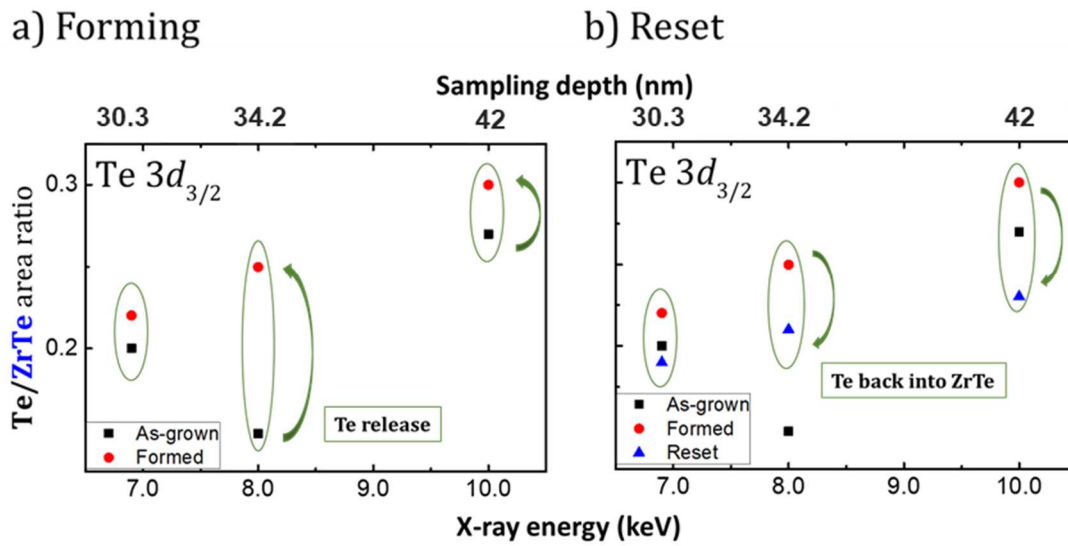 a) Forming
b) Reset
Sampling depth (nm)
30.3 34.2 42
30.3 34.2 42
Te 3d3/2
Te 3d3/2
Te/ZrTe area ratio
0.3
0.2
Te release
Te back into ZrTe
As-grown
Formed
As-grown
Formed
Reset
7.0 8.0 9.0 10.0
7.0 8.0 9.0 10.0
X-ray energy (keV)